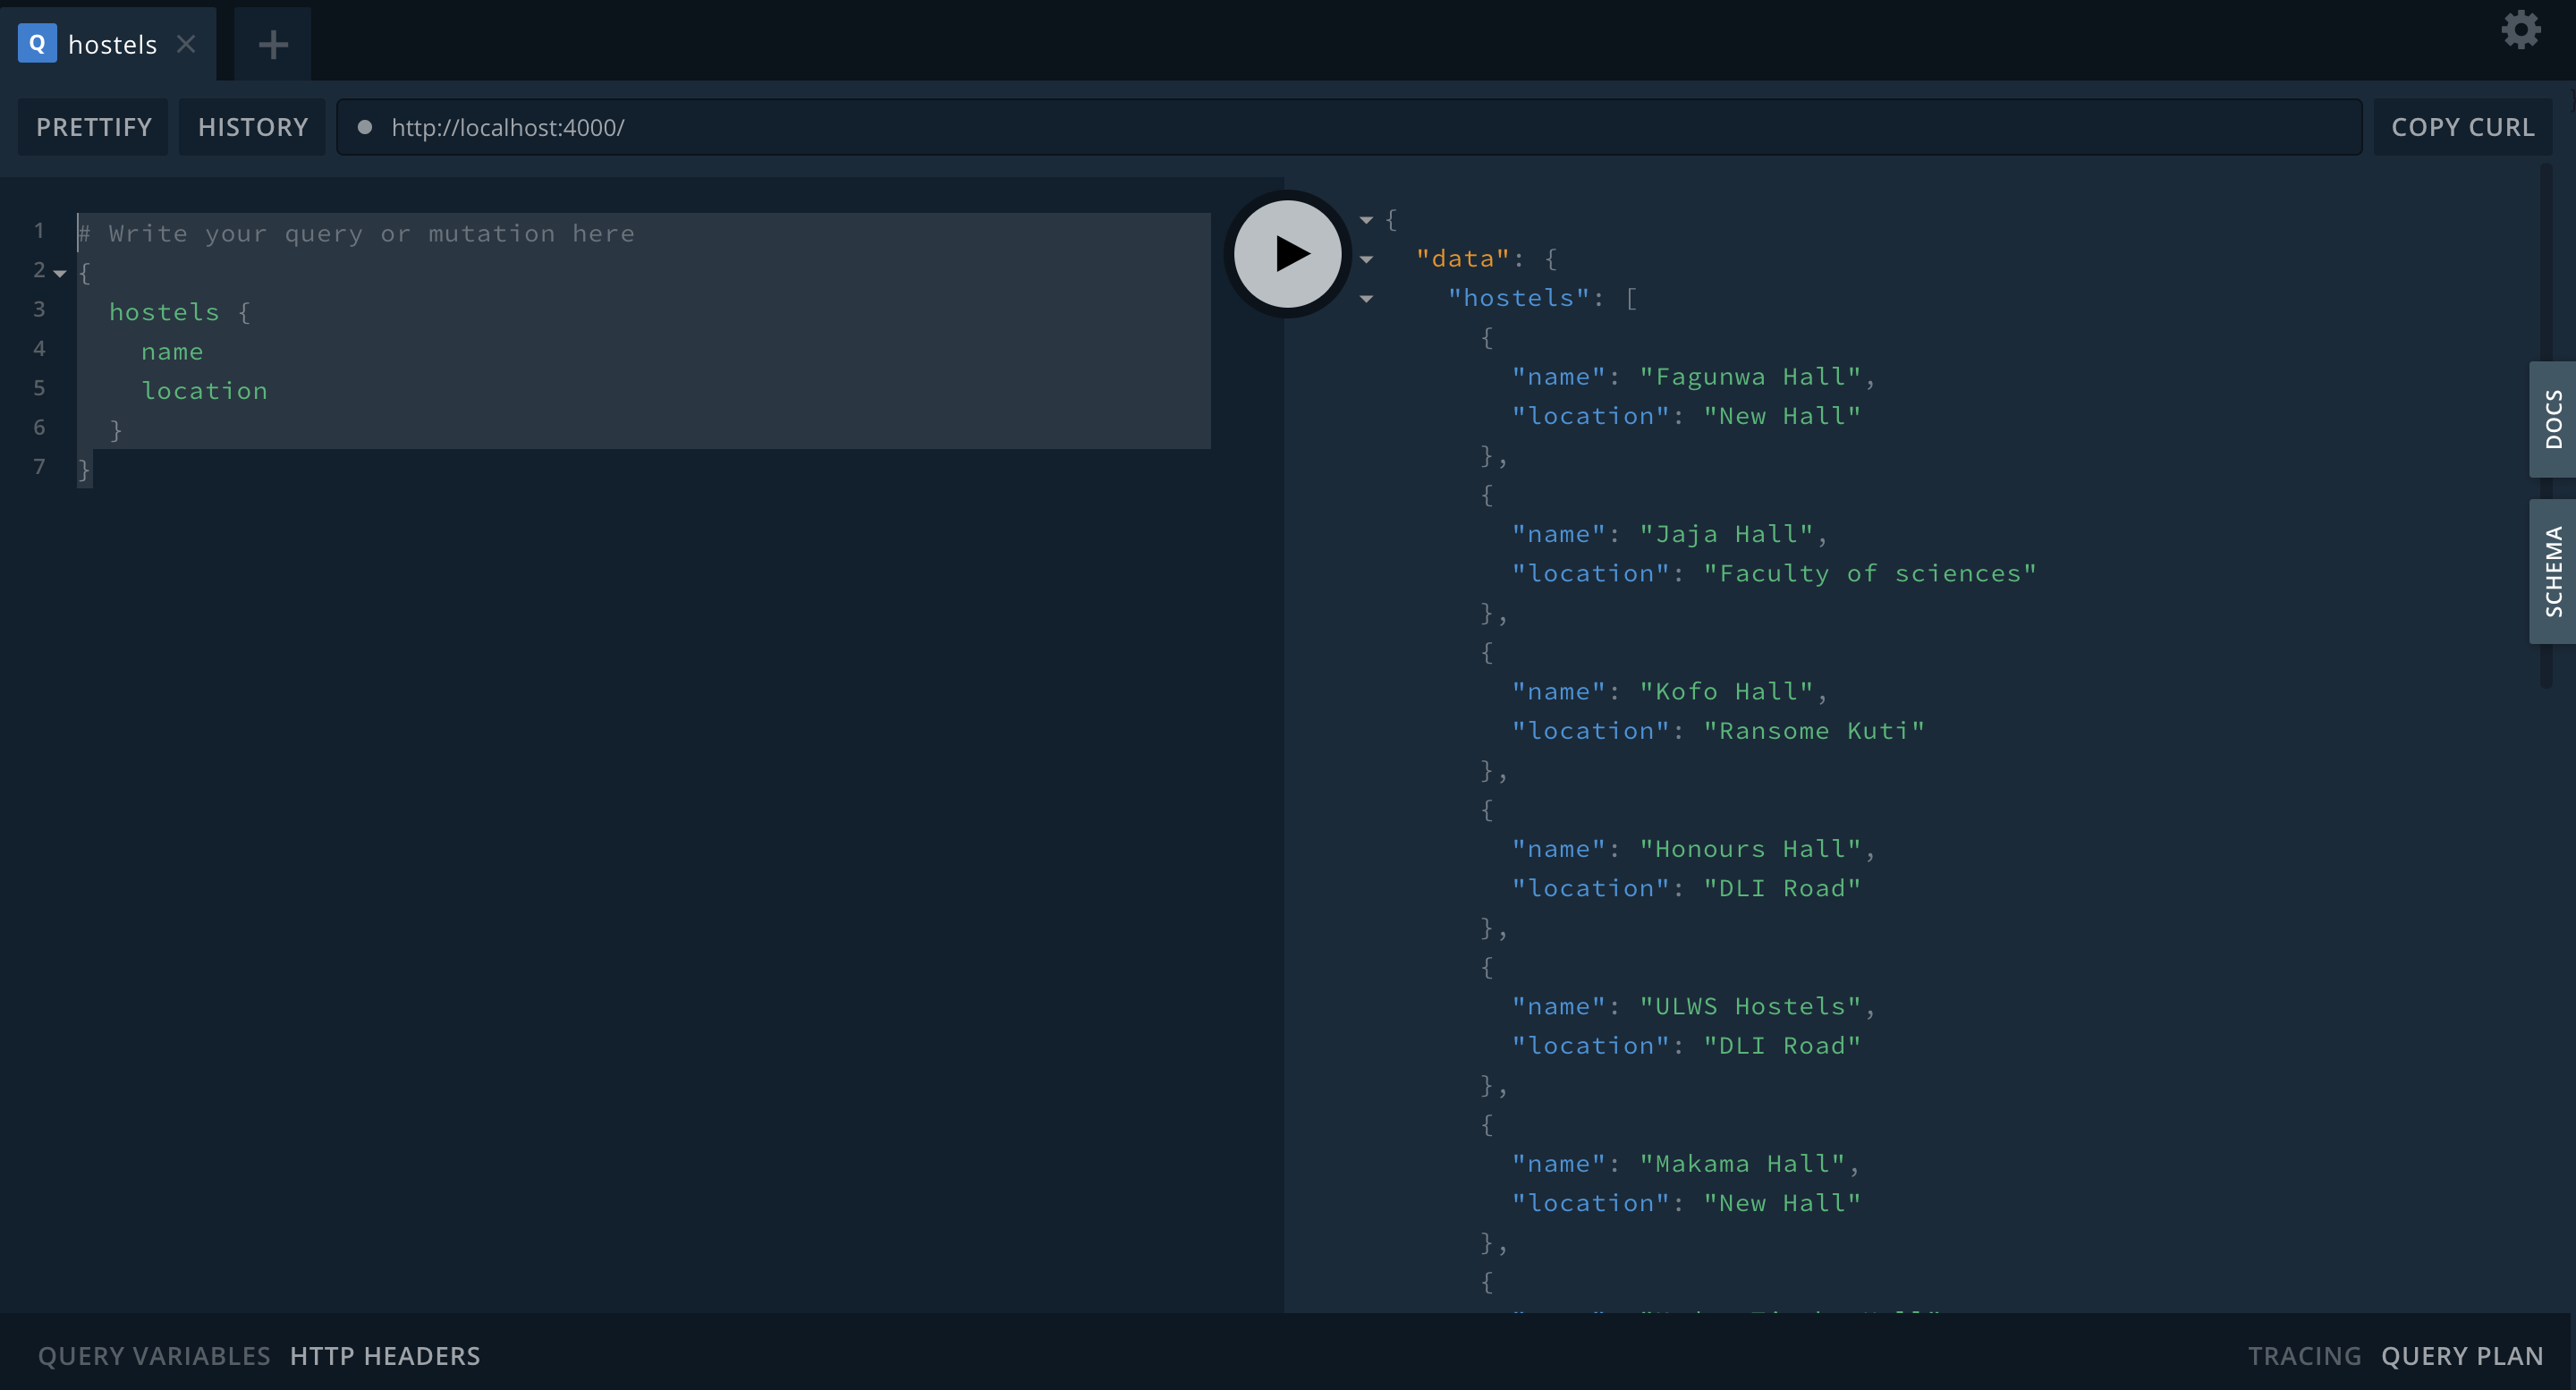 Q hostels
PRETTIFY HISTORY http://localhost:4000/ COPY CURL
1 # Write your query or mutation here
2 {
3 hostels {
4 name
5 location
6 }
7 }
{
"data": {
"hostels": [
{
"name": "Fagunwa Hall",
"location": "New Hall"
},
{
"name": "Jaja Hall",
"location": "Faculty of sciences"
},
{
"name": "Kofo Hall",
"location": "Ransome Kuti"
},
{
"name": "Honours Hall",
"location": "DLI Road"
},
{
"name": "ULWS Hostels",
"location": "DLI Road"
},
{
"name": "Makama Hall",
"location": "New Hall"
},
{
DOCS
SCHEMA
QUERY VARIABLES HTTP HEADERS
TRACING QUERY PLAN